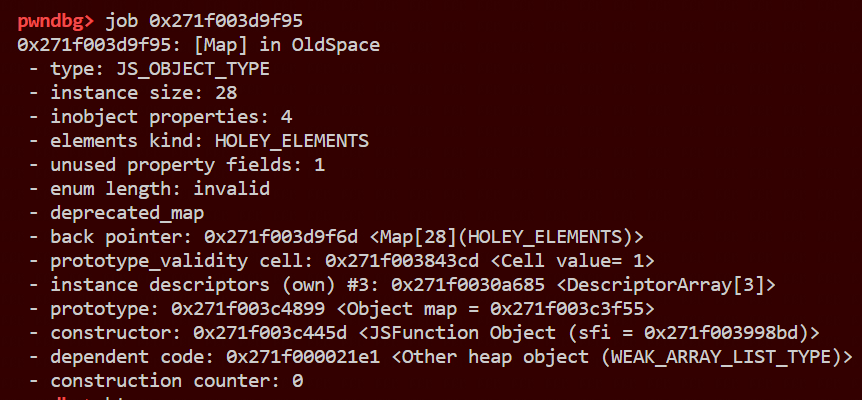 pwndbg> job 0x271f003d9f95
0x271f003d9f95: [Map] in OldSpace
- type: JS_OBJECT_TYPE
- instance size: 28
- inobject properties: 4
- elements kind: HOLEY_ELEMENTS
- unused property fields: 1
- enum length: invalid
- deprecated_map
- back pointer: 0x271f003d9f6d <Map[28](HOLEY_ELEMENTS)>
- prototype_validity cell: 0x271f003843cd <Cell value= 1>
- instance descriptors (own) #3: 0x271f0030a685 <DescriptorArray[3]>
- prototype: 0x271f003c4899 <Object map = 0x271f003c3f55>
- constructor: 0x271f003c445d <JSFunction Object (sfi = 0x271f003998bd)>
- dependent code: 0x271f000021e1 <Other heap object (WEAK_ARRAY_LIST_TYPE)>
- construction counter: 0